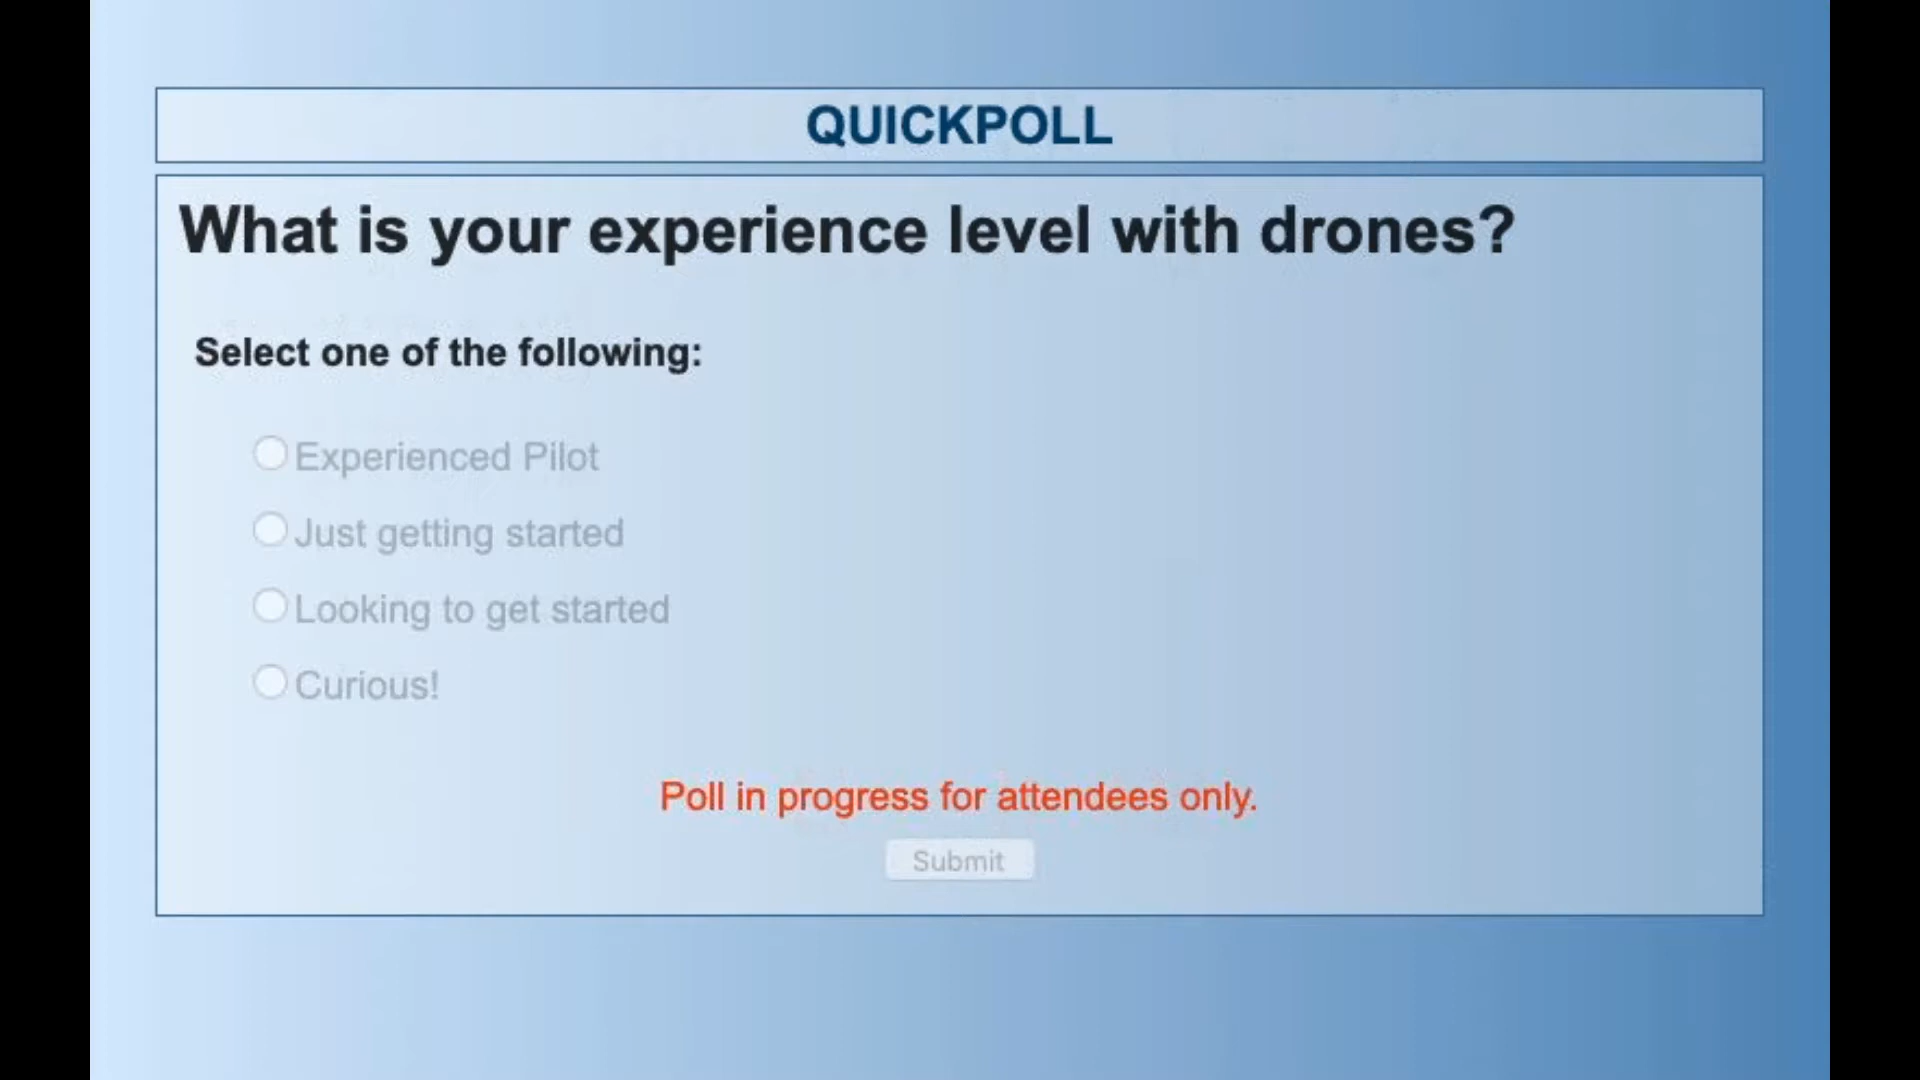 QUICKPOLL
What is your experience level with drones?
Select one of the following:
Experienced Pilot
Just getting started
Looking to get started
Curious!
Poll in progress for attendees only.
Submit